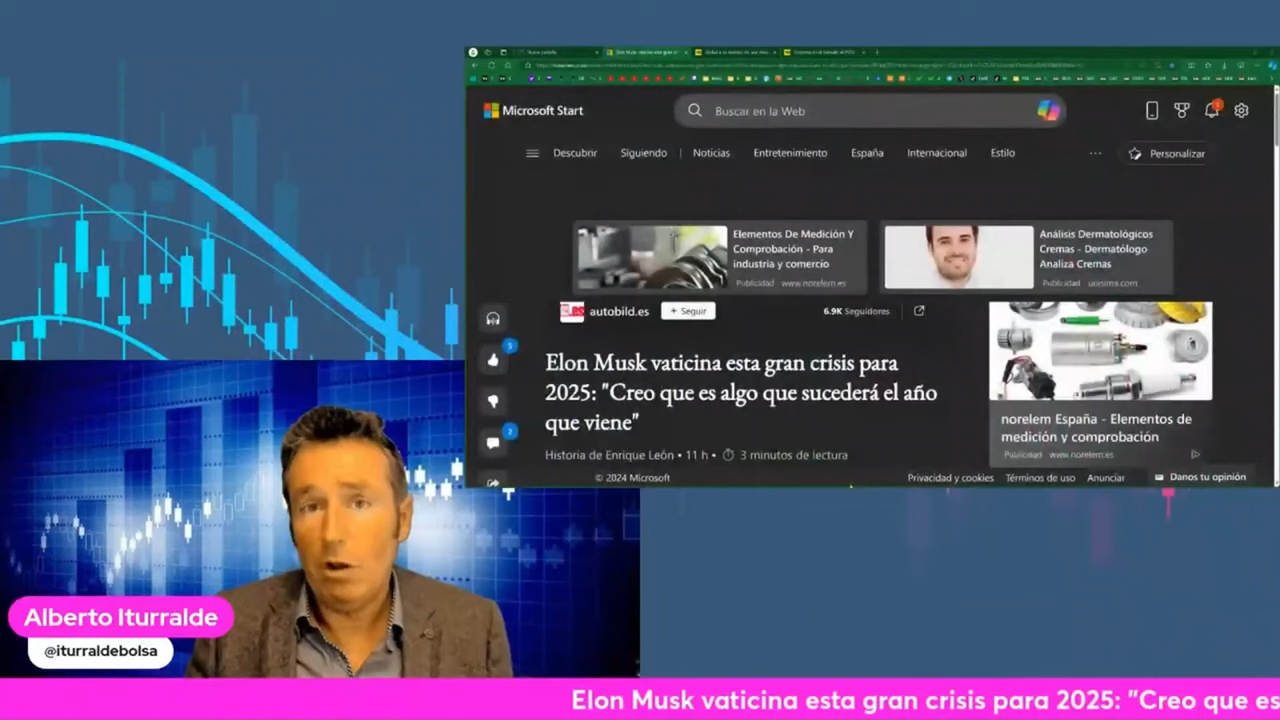 Microsoft Start
Buscar en la Web
Descubrir
Siguiendo
Noticias
Entretenimiento
España
Internacional
Estilo
Personalizar
Elementos De Medición Y
Comprobación - Para
industria y comercio
Publicidad www.norelem.es
Análisis Dermatológicos
Cremas - Dermatólogo
Analiza Cremas
Publicidad
autobild.es
+ Seguir
6.9K Seguidores
Elon Musk vaticina esta gran crisis para
2025: "Creo que es algo que sucederá el año
que viene"
Historia de Enrique León • 11 h • 3 minutos de lectura
norelem España - Elementos de
medición y comprobación
Publicidad www.norelem.es
© 2024 Microsoft
Privacidad y cookies
Términos de uso
Anunciar
Danos tu opinión
Alberto Iturralde
@iturraldebolsa
Elon Musk vaticina esta gran crisis para 2025: "Creo que es